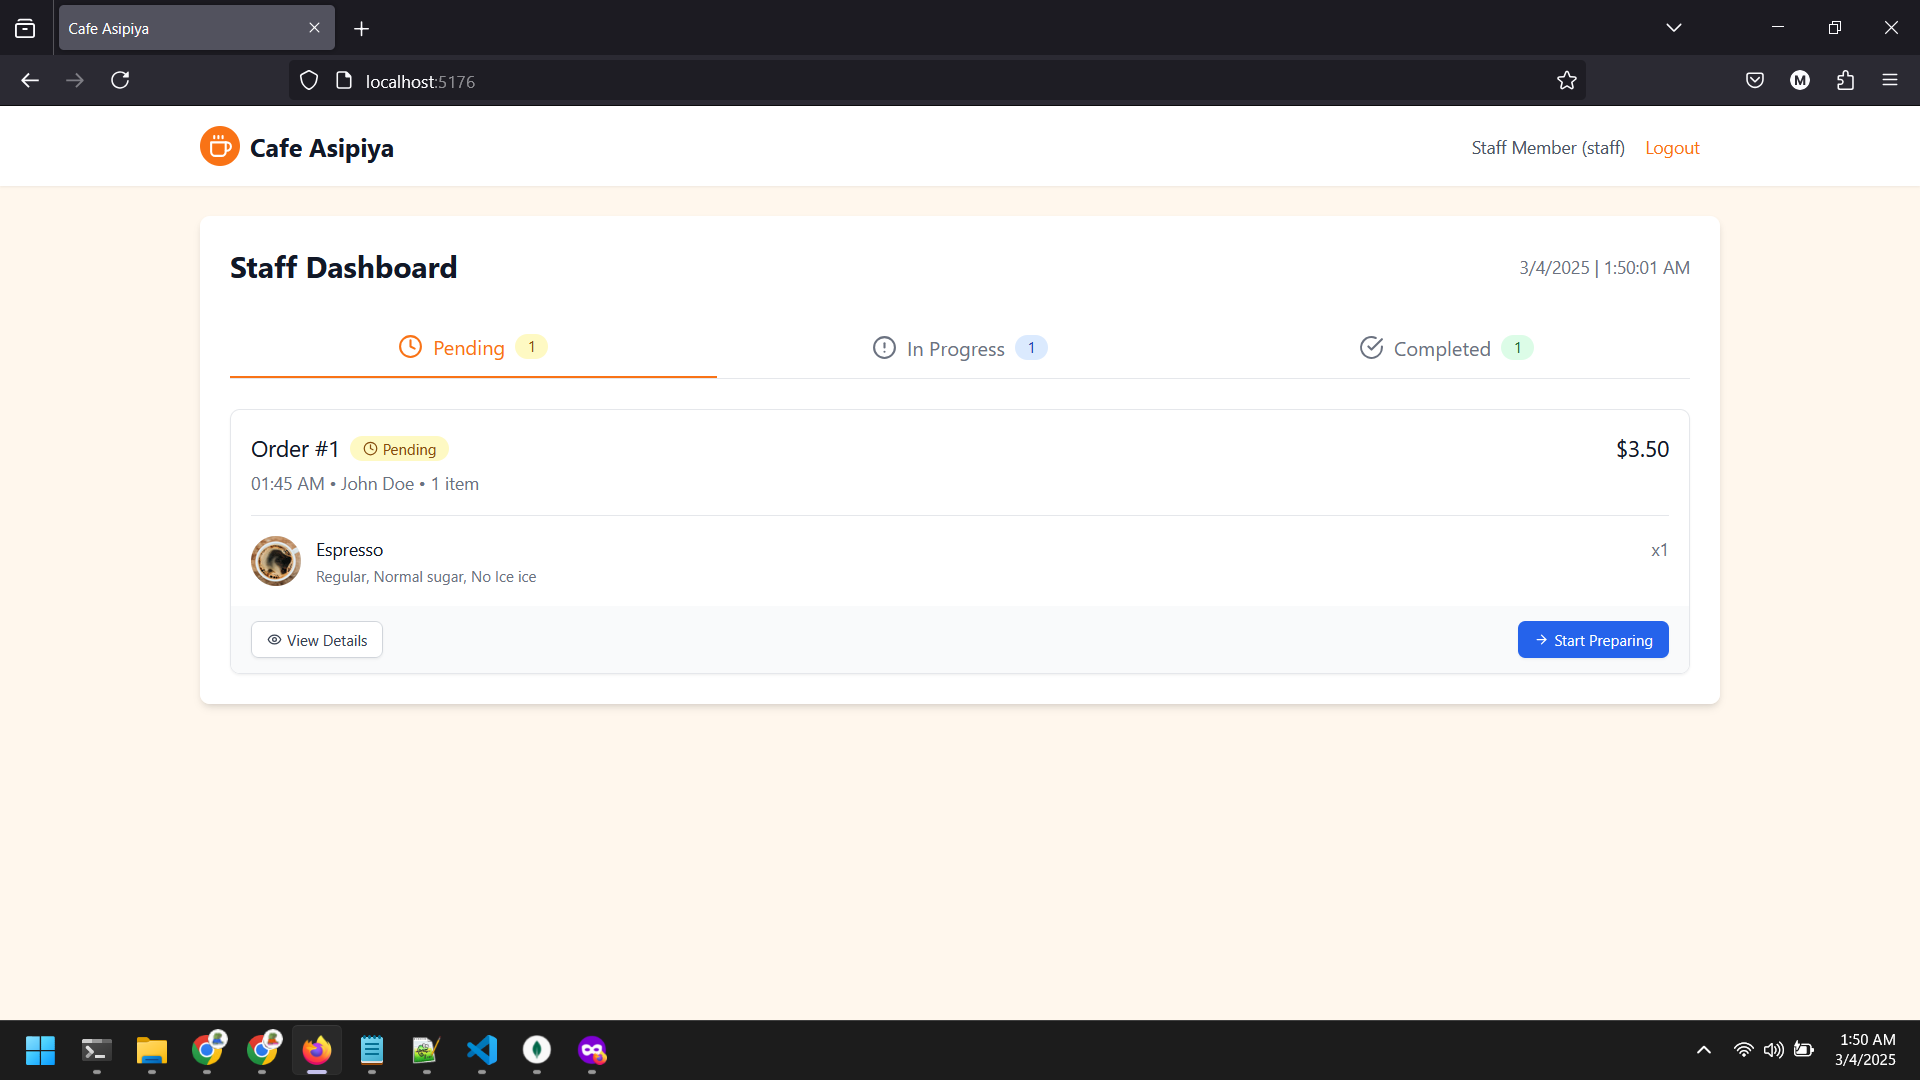 Cafe Asipiya
localhost:5176
M
Cafe Asipiya
Staff Member (staff) Logout
Staff Dashboard
3/4/2025 | 1:50:01 AM
Pending 1
In Progress 1
Completed 1
Order #1 Pending
$3.50
01:45 AM • John Doe • 1 item
Espresso
x1
Regular, Normal sugar, No Ice ice
View Details
Start Preparing
1:50 AM
3/4/2025